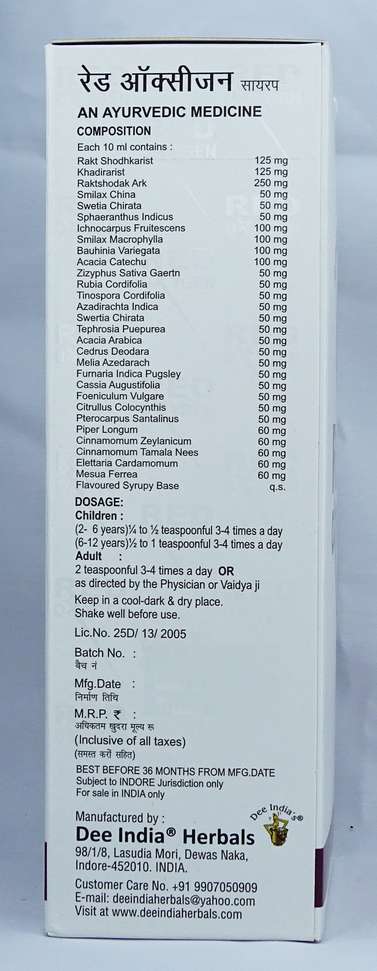 रेड ऑक्सीजन सायरप
AN AYURVEDIC MEDICINE
COMPOSITION
Each 10 ml contains :
Rakt Shodhkarist 125 mg
Khadirarist 125 mg
Raktshodak Ark 250 mg
Smilax China 50 mg
Swetia Chirata 50 mg
Sphaeranthus Indicus 50 mg
Ichnocarpus Fruitescens 100 mg
Smilax Macrophylla 100 mg
Bauhinia Variegata 100 mg
Acacia Catechu 100 mg
Zizyphus Sativa Gaertn 50 mg
Rubia Cordifolia 50 mg
Tinospora Cordifolia 50 mg
Azadirachta Indica 50 mg
Swertia Chirata 50 mg
Tephrosia Puepurea 50 mg
Acacia Arabica 50 mg
Cedrus Deodara 50 mg
Melia Azedarach 50 mg
Furnaria Indica Pugsley 50 mg
Cassia Augustifolia 50 mg
Foeniculum Vulgare 50 mg
Citrullus Colocynthis 50 mg
Pterocarpus Santalinus 50 mg
Piper Longum 60 mg
Cinnamomum Zeylanicum 60 mg
Cinnamomum Tamala Nees 60 mg
Elettaria Cardamomum 60 mg
Mesua Ferrea 60 mg
Flavoured Syrupy Base q.s.
DOSAGE:
Children :
(2- 6 years)¼ to ½ teaspoonful 3-4 times a day
(6-12 years)½ to 1 teaspoonful 3-4 times a day
Adult :
2 teaspoonful 3-4 times a day OR
as directed by the Physician or Vaidya ji
Keep in a cool-dark & dry place.
Shake well before use.
Lic.No. 25D/ 13/ 2005
Batch No. :
बैच नं
Mfg.Date :
निर्माण तिथि
M.R.P. ₹ :
अधिकतम खुदरा मूल्य रू
(Inclusive of all taxes)
(समस्त करों सहित)
BEST BEFORE 36 MONTHS FROM MFG.DATE
Subject to INDORE Jurisdiction only
For sale in INDIA only
Dee India's®
Manufactured by :
Dee India® Herbals
98/1/8, Lasudia Mori, Dewas Naka,
Indore-452010. INDIA.
Customer Care No. +91 9907050909
E-mail: deeindiaherbals@yahoo.com
Visit at www.deeindiaherbals.com